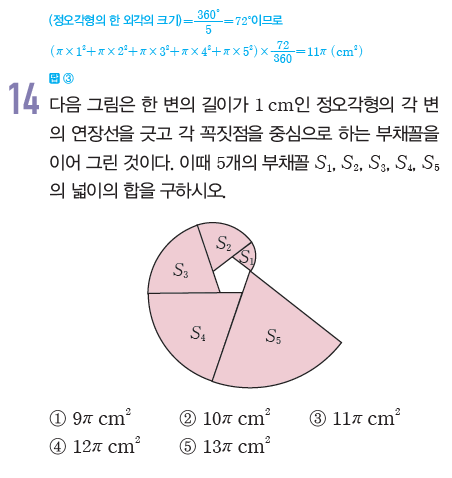 (정오각형의 한 외각의 크기)=360°/5=72°이므로
(π×1²+π×2²+π×3²+π×4²+π×5²)×72/360=11π (cm²)
답 ③
14 다음 그림은 한 변의 길이가 1 cm인 정오각형의 각 변
의 연장선을 긋고 각 꼭짓점을 중심으로 하는 부채꼴을
이어 그린 것이다. 이때 5개의 부채꼴 S₁, S₂, S₃, S₄, S₅
의 넓이의 합을 구하시오.
S₂
S₁
S₃
S₄ S₅
① 9π cm² ② 10π cm² ③ 11π cm²
④ 12π cm² ⑤ 13π cm²